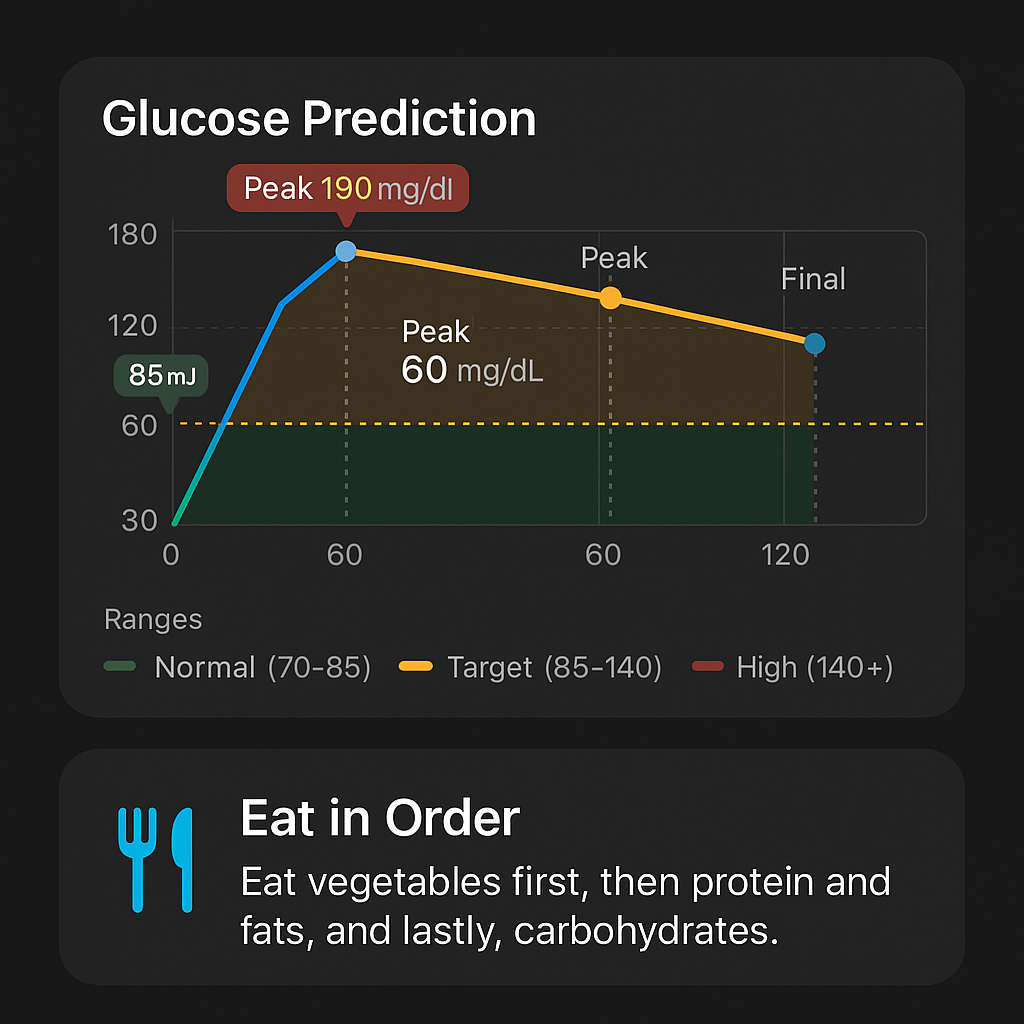 Glucose Prediction
Peak 190 mg/dl
180
Peak
Final
120
Peak
60 mg/dL
85 mJ
60
30
0 60 60 120
Ranges
Normal (70-85) Target (85-140) High (140+)
Eat in Order
Eat vegetables first, then protein and
fats, and lastly, carbohydrates.